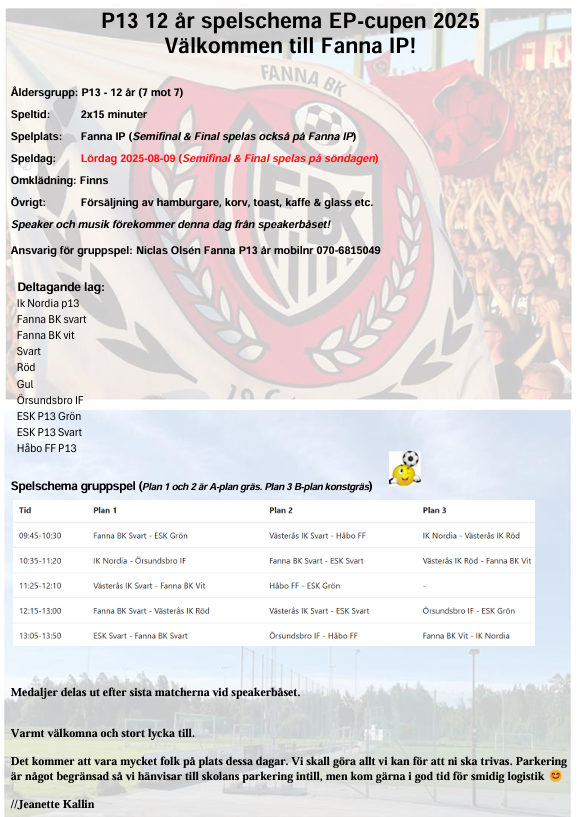 P13 12 år spelschema EP-cupen 2025
Välkommen till Fanna IP!
FANNA BK
Åldersgrupp: P13 - 12 år (7 mot 7)
Speltid: 2x15 minuter
Spelplats: Fanna IP (Semifinal & Final spelas också på Fanna IP)
Speldag: Lördag 2025-08-09 (Semifinal & Final spelas på söndagen)
Omklädning: Finns
Övrigt: Försäljning av hamburgare, korv, toast, kaffe & glass etc.
Speaker och musik förekommer denna dag från speakerbåset!
Ansvarig för gruppspel: Niclas Olsén Fanna P13 år mobilnr 070-6815049
Deltagande lag:
Ik Nordia p13
Fanna BK svart
Fanna BK vit
Svart
Röd
Gul
Örsundsbro IF
ESK P13 Grön
ESK P13 Svart
Håbo FF P13
Spelschema gruppspel (Plan 1 och 2 är A-plan gräs. Plan 3 B-plan konstgräs)
Tid Plan 1 Plan 2 Plan 3
09:45-10:30 Fanna BK Svart - ESK Grön Västerås IK Svart - Håbo FF IK Nordia - Västerås IK Röd
10:35-11:20 IK Nordia - Örsundsbro IF Fanna BK Svart - ESK Svart Västerås IK Röd - Fanna BK Vit
11:25-12:10 Västerås IK Svart - Fanna BK Vit Håbo FF - ESK Grön -
12:15-13:00 Fanna BK Svart - Västerås IK Röd Västerås IK Svart - ESK Svart Örsundsbro IF - ESK Grön
13:05-13:50 ESK Svart - Fanna BK Svart Örsundsbro IF - Håbo FF Fanna BK Vit - IK Nordia
Medaljer delas ut efter sista matcherna vid speakerbåset.
Varmt välkomna och stort lycka till.
Det kommer att vara mycket folk på plats dessa dagar. Vi skall göra allt vi kan för att ni ska trivas. Parkering
är något begränsad så vi hänvisar till skolans parkering intill, men kom gärna i god tid för smidig logistik 😊
//Jeanette Kallin